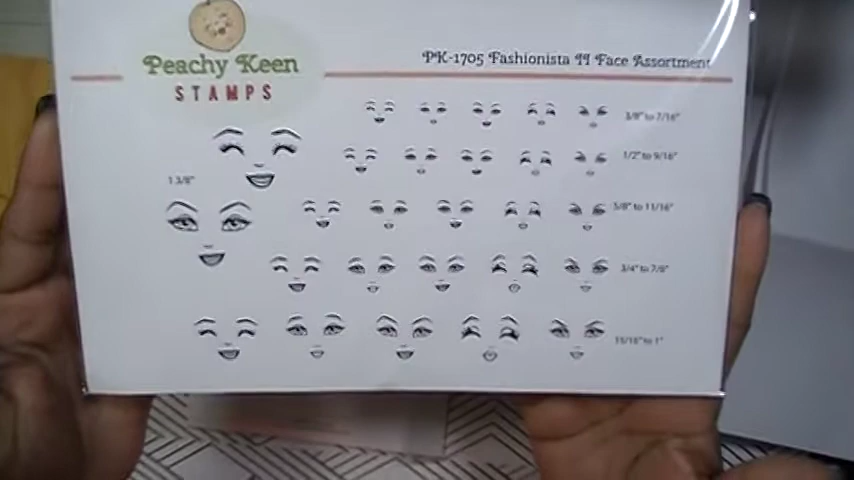 Peachy Keen
STAMPS
PK-1705 Fashionista II Face Assortment
3/8" to 7/16"
1/2" to 9/16"
1 3/8"
5/8" to 11/16"
3/4" to 7/8"
15/16" to 1"